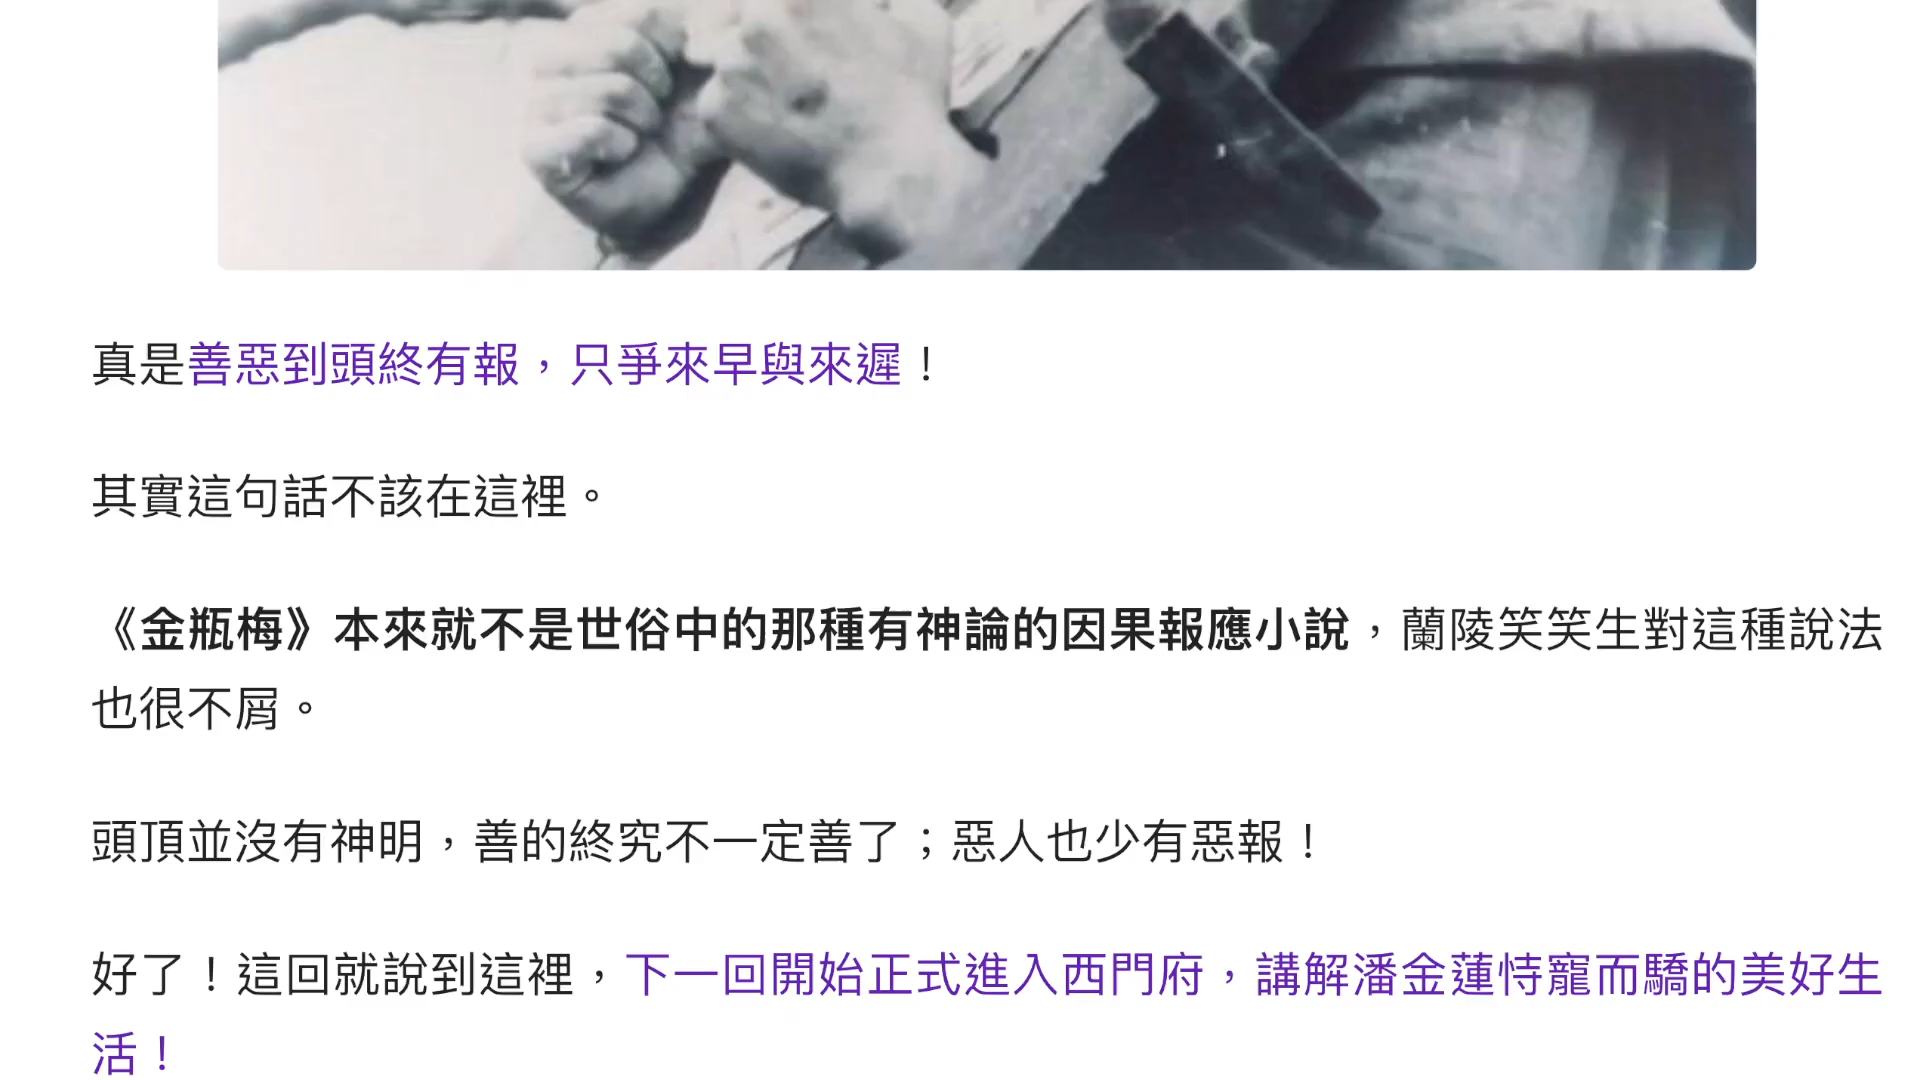 真是善惡到頭終有報，只爭來早與來遲！
其實這句話不該在這裡。
《金瓶梅》本來就不是世俗中的那種有神論的因果報應小說，蘭陵笑笑生對這種說法
也很不屑。
頭頂並沒有神明，善的終究不一定善了；惡人也少有惡報！
好了！這回就說到這裡，下一回開始正式進入西門府，講解潘金蓮恃寵而驕的美好生
活！